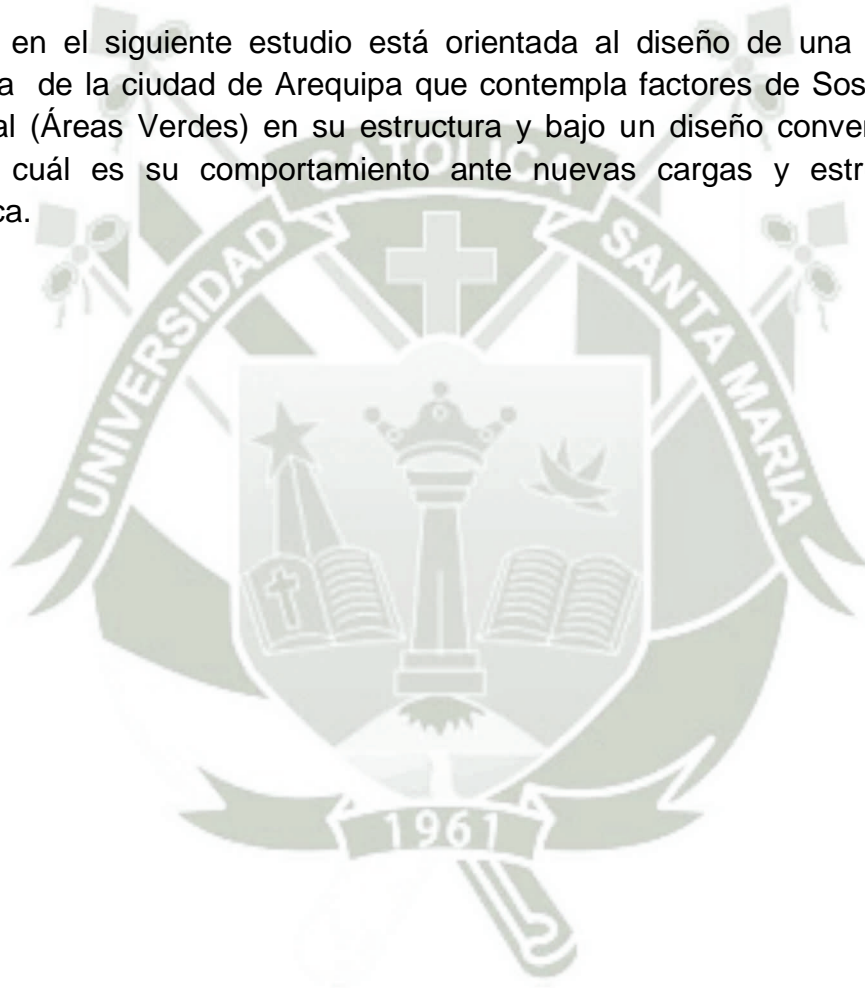 en el siguiente estudio está orientada al diseño de una
a de la ciudad de Arequipa que contempla factores de Sos
al (Áreas Verdes) en su estructura y bajo un diseño conver
cuál es su comportamiento ante nuevas cargas y estr
ca.
UNIVERSIDAD CATOLICA SANTA MARIA
1961